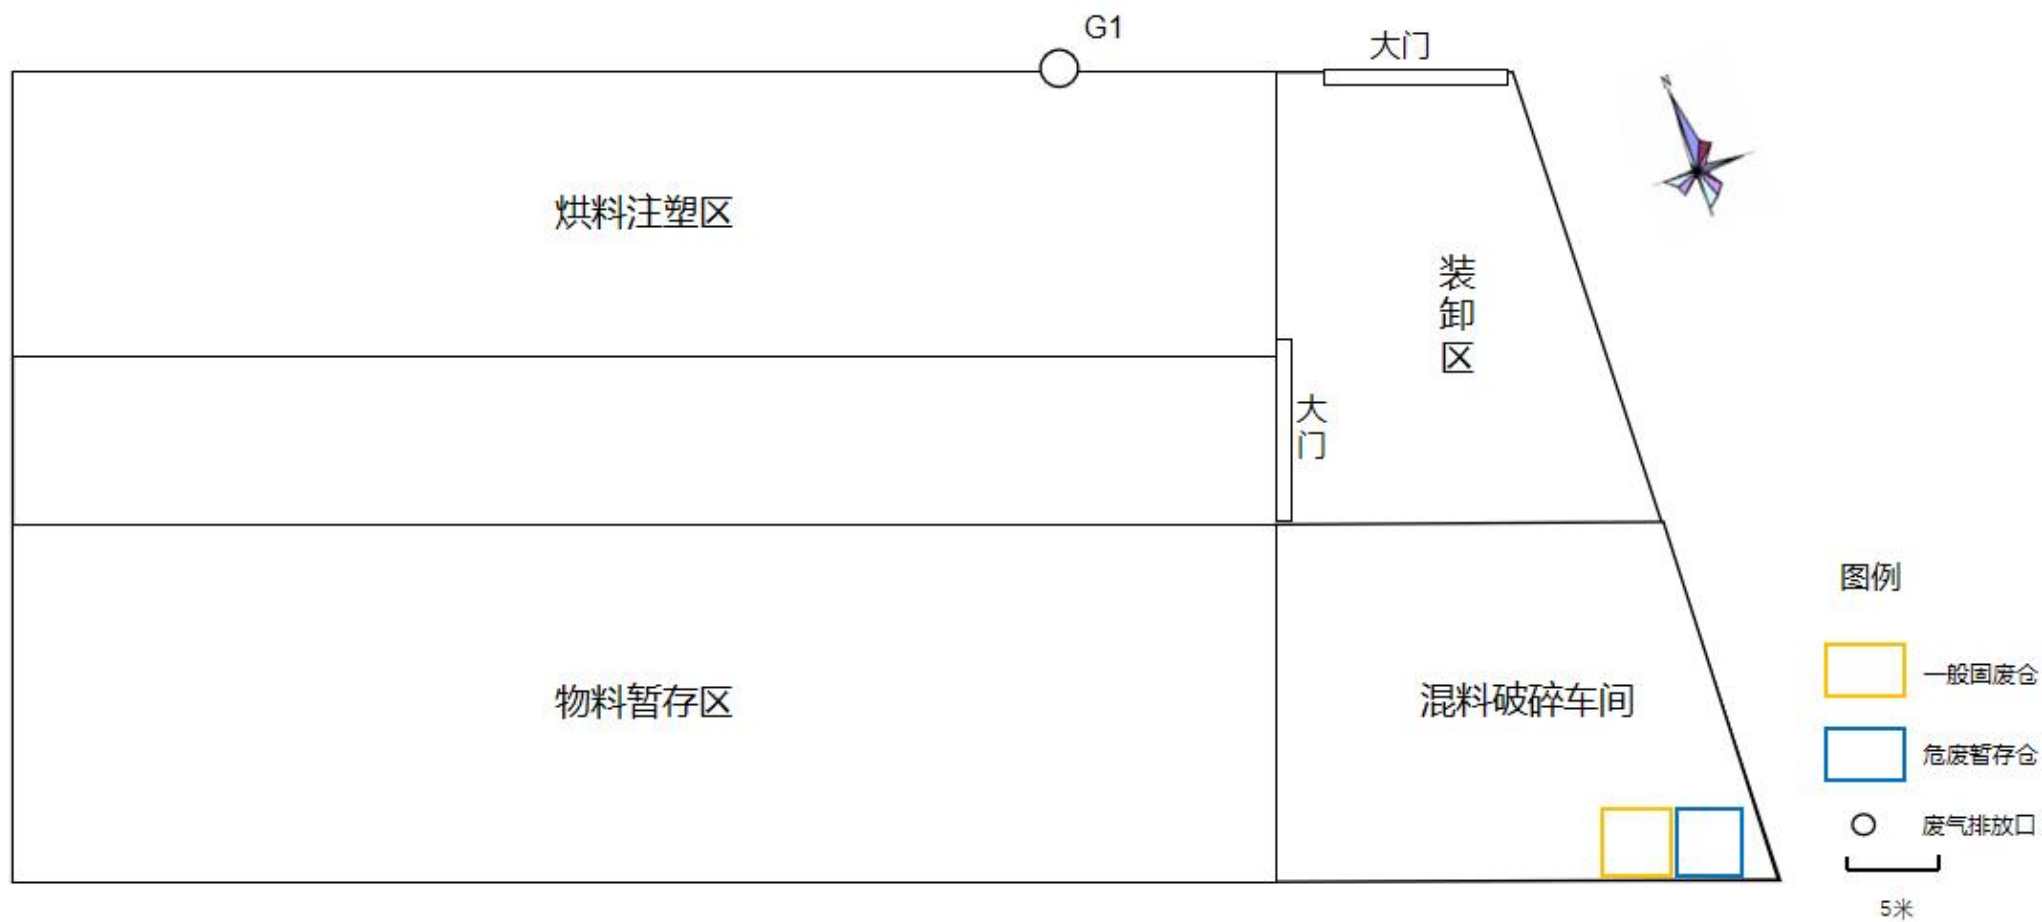 G1
大门
N
烘料注塑区
装
卸
区
大
门
物料暂存区
混料破碎车间
图例
一般固废仓
危废暂存仓
废气排放口
5米